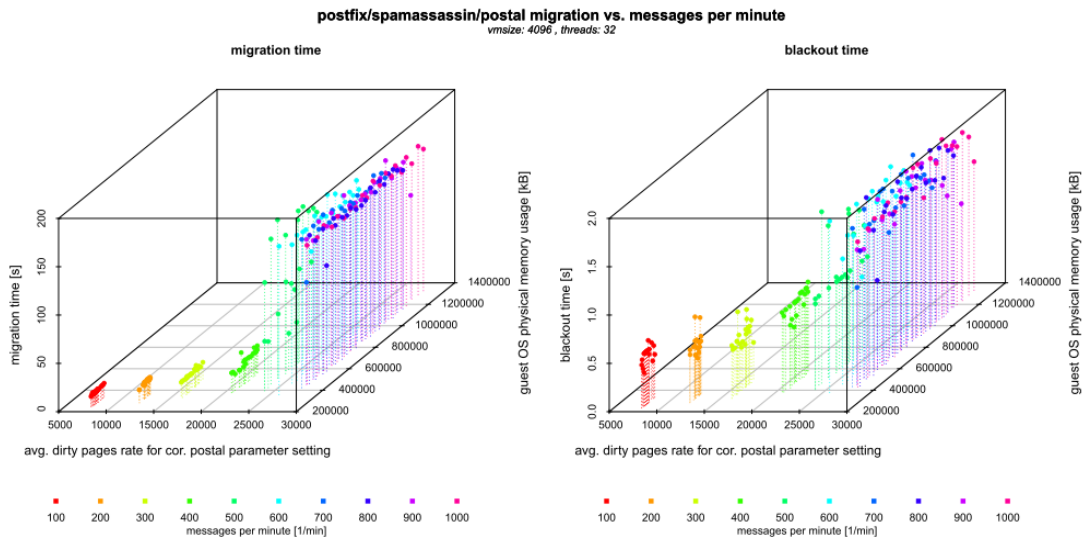 postfix/spamassassin/postal migration vs. messages per minute
vmsize: 4096 , threads: 32
migration time
migration time [s]
0
50
100
150
200
5000
10000
15000
20000
25000
30000
200000
400000
600000
800000
1000000
1200000
1400000
guest OS physical memory usage [kB]
avg. dirty pages rate for cor. postal parameter setting
100 200 300 400 500 600 700 800 900 1000
messages per minute [1/min]
blackout time
blackout time [s]
0.0
0.5
1.0
1.5
2.0
5000
10000
15000
20000
25000
30000
200000
400000
600000
800000
1000000
1200000
1400000
guest OS physical memory usage [kB]
avg. dirty pages rate for cor. postal parameter setting
100 200 300 400 500 600 700 800 900 1000
messages per minute [1/min]